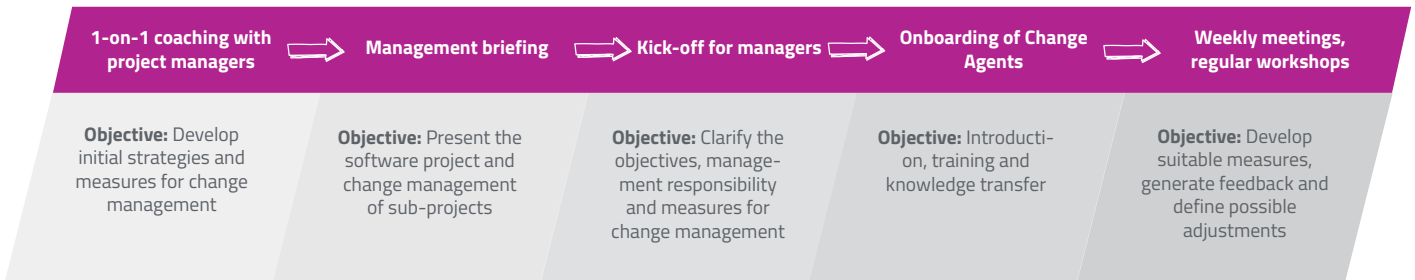 1-on-1 coaching with
project managers
Management briefing
Kick-off for managers
Onboarding of Change
Agents
Weekly meetings,
regular workshops
Objective: Develop
initial strategies and
measures for change
management
Objective: Present the
software project and
change management
of sub-projects
Objective: Clarify the
objectives, manage-
ment responsibility
and measures for
change management
Objective: Introducti-
on, training and
knowledge transfer
Objective: Develop
suitable measures,
generate feedback and
define possible
adjustments